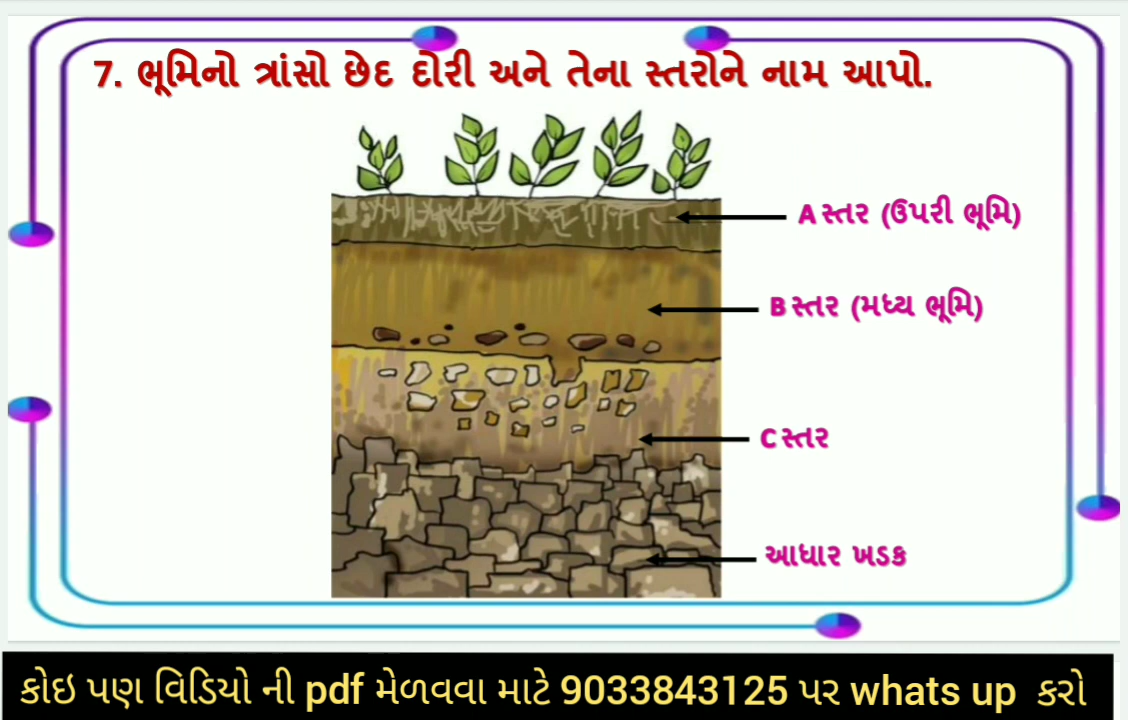 7. ભૂમિનો ત્રાંસો છેદ દોરી અને તેના સ્તરોને નામ આપો.
A સ્તર (ઉપરી ભૂમિ)
B સ્તર (મધ્ય ભૂમિ)
C સ્તર
આધાર ખડક
કોઇ પણ વિડિયો ની pdf મેળવવા માટે 9033843125 પર whats up કરો